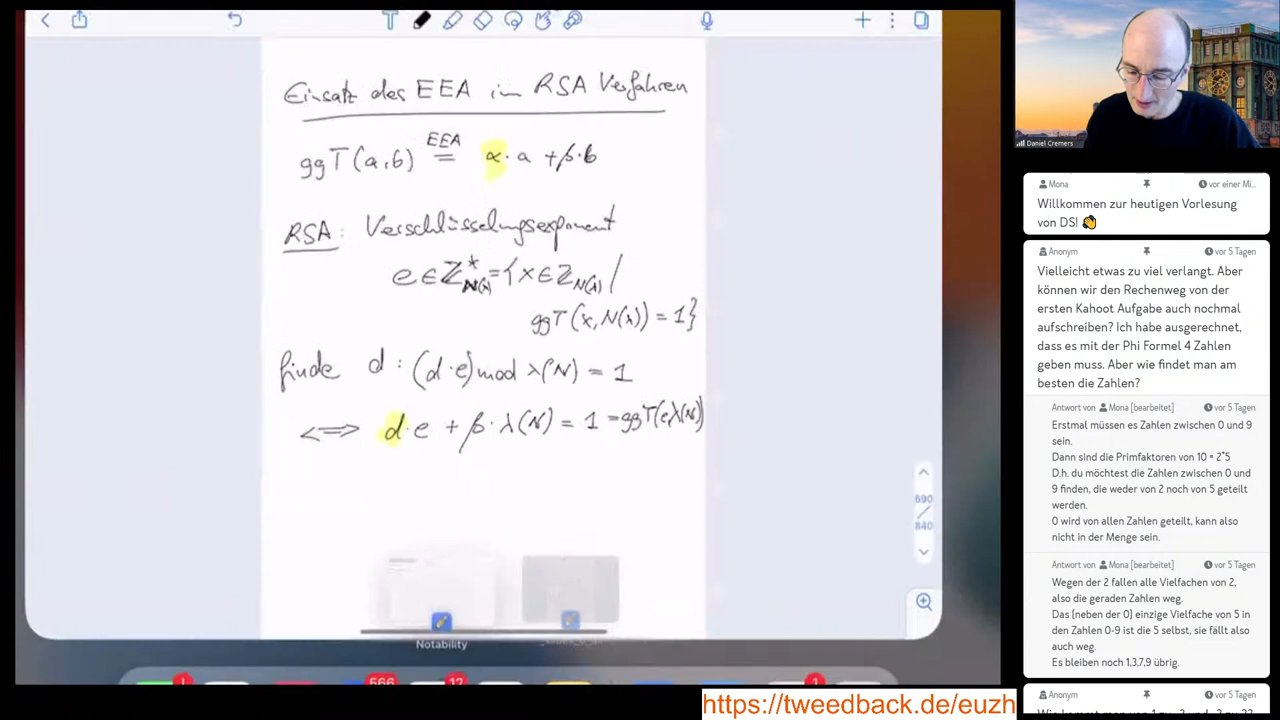 Einsatz des EEA im RSA Verfahren
ggT(a,b) EEA = α·a + β·b
RSA: Verschlüsselungsexponent
e ∈ ℤ*N(λ) = {x ∈ ℤN(λ) |
ggT(x, N(λ)) = 1}
finde d : (d·e) mod λ(N) = 1
⟺ d·e + β·λ(N) = 1 = ggT(e,λ(N))
690
840
Notability
566
12
1
Daniel Cremers
Mona vor einer Mi...
Willkommen zur heutigen Vorlesung
von DS! 👏
Anonym vor 5 Tagen
Vielleicht etwas zu viel verlangt. Aber
können wir den Rechenweg von der
ersten Kahoot Aufgabe auch nochmal
aufschreiben? Ich habe ausgerechnet,
dass es mit der Phi Formel 4 Zahlen
geben muss. Aber wie findet man am
besten die Zahlen?
Antwort von Mona [bearbeitet] vor 5 Tagen
Erstmal müssen es Zahlen zwischen 0 und 9
sein.
Dann sind die Primfaktoren von 10 = 2*5
D.h. du möchtest die Zahlen zwischen 0 und
9 finden, die weder von 2 noch von 5 geteilt
werden.
0 wird von allen Zahlen geteilt, kann also
nicht in der Menge sein.
Antwort von Mona [bearbeitet] vor 5 Tagen
Wegen der 2 fallen alle Vielfachen von 2,
also die geraden Zahlen weg.
Das (neben der 0) einzige Vielfache von 5 in
den Zahlen 0-9 ist die 5 selbst, sie fällt also
auch weg.
Es bleiben noch 1,3,7,9 übrig.
Anonym vor 5 Tagen
https://tweedback.de/euzh